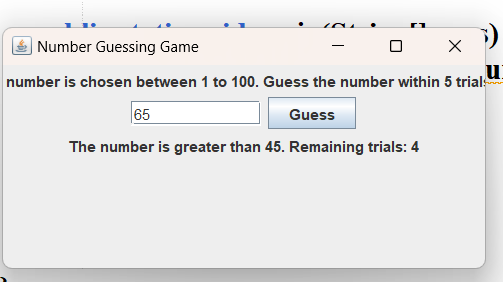 Number Guessing Game
number is chosen between 1 to 100. Guess the number within 5 trials
65
Guess
The number is greater than 45. Remaining trials: 4